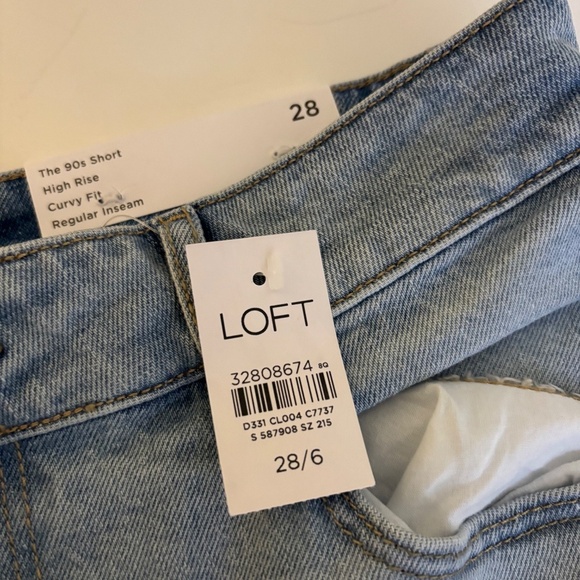 28
The 90s Short
High Rise
Curvy Fit
Regular Inseam
LOFT
32808674 8Q
D331 CL004 C7737
S 587908 SZ 215
28/6